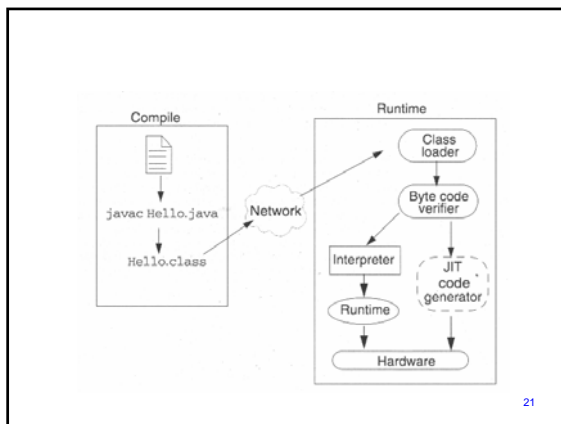 Compile
javac Hello.java
Hello.class
Network
Runtime
Class
loader
Byte code
verifier
Interpreter
JIT
code
generator
Runtime
Hardware
21